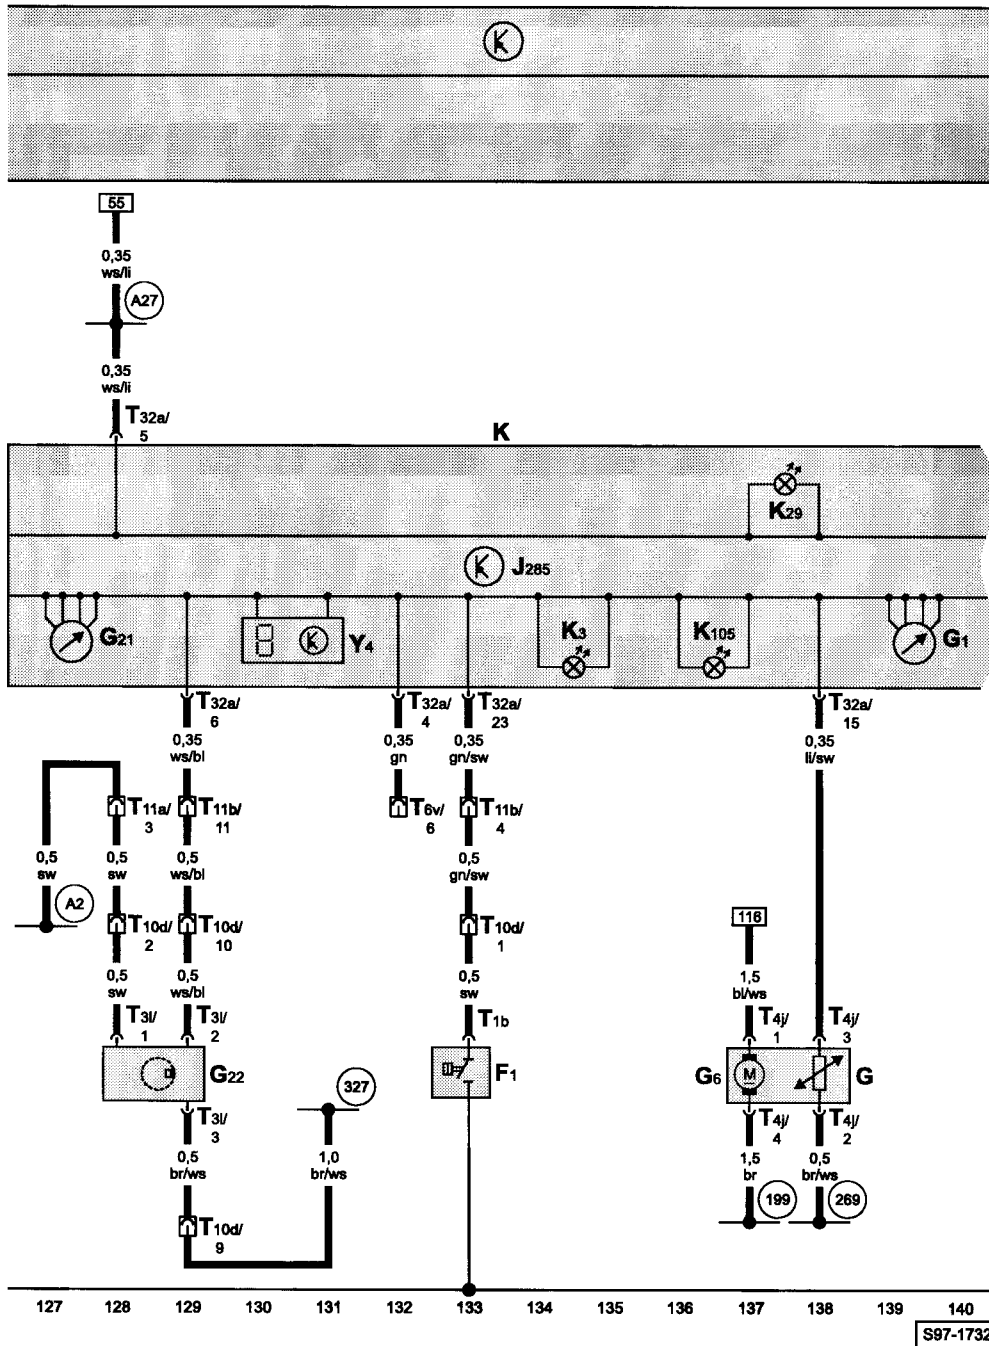 55
0,35
ws/li
A27
0,35
ws/li
T32a/
5
K
K29
J285
G21
Y4
K3
K105
G1
T32a/
6
T32a/
4
T32a/
23
T32a/
15
0,35
ws/bl
0,35
gn
0,35
gn/sw
0,35
li/sw
T11a/
3
T11b/
11
T6v/
6
T11b/
4
0,5
sw
0,5
sw
0,5
ws/bl
0,5
gn/sw
A2
T10d/
2
T10d/
10
T10d/
1
116
0,5
sw
0,5
ws/bl
0,5
sw
1,5
bl/ws
T3l/
1
T3l/
2
T1b
T4j/
1
T4j/
3
G22
F1
G6
M
G
327
T3l/
3
T4j/
4
T4j/
2
0,5
br/ws
1,0
br/ws
1,5
br
0,5
br/ws
199
269
T10d/
9
127 128 129 130 131 132 133 134 135 136 137 138 139 140
S97-1732